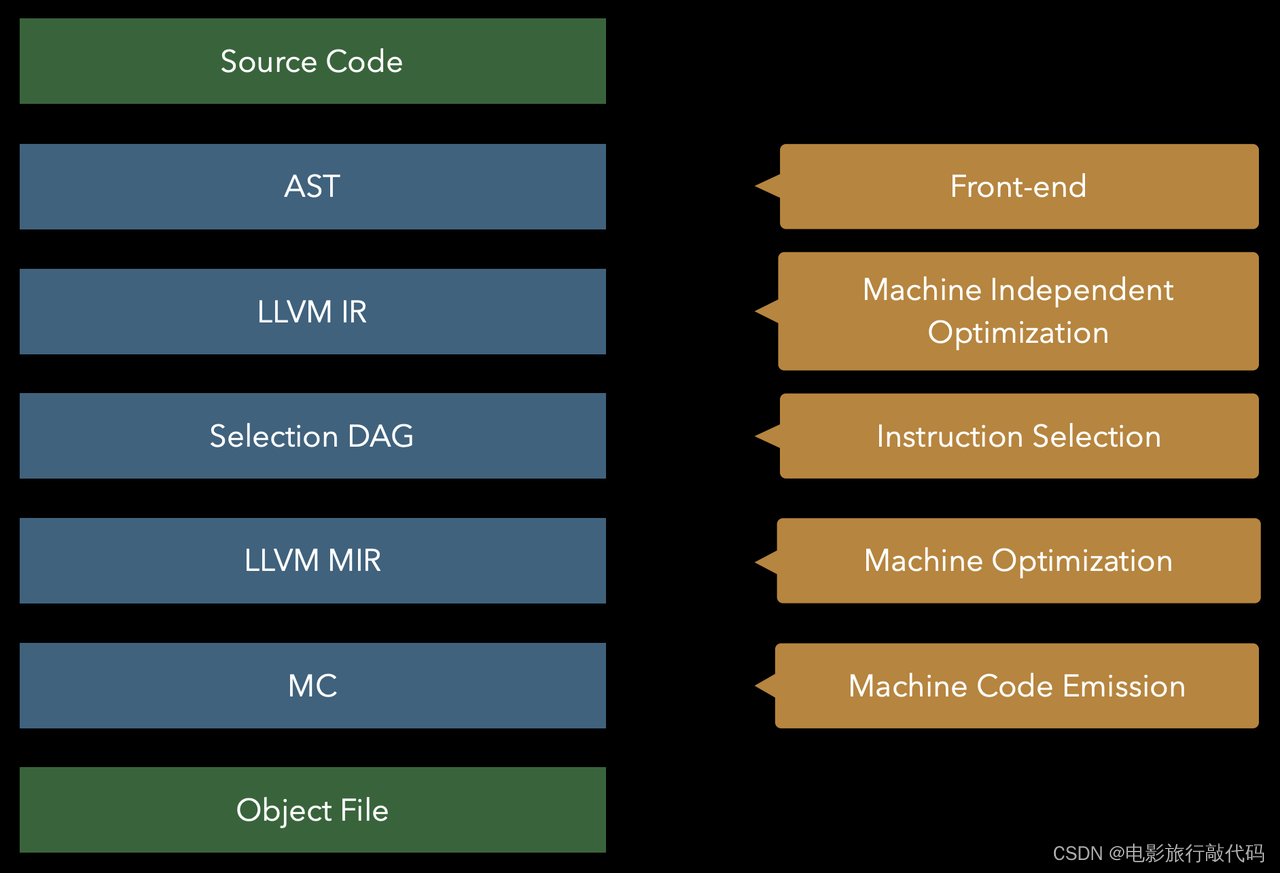 Source Code
AST
Front-end
LLVM IR
Machine Independent
Optimization
Selection DAG
Instruction Selection
LLVM MIR
Machine Optimization
MC
Machine Code Emission
Object File
CSDN @电影旅行敲代码